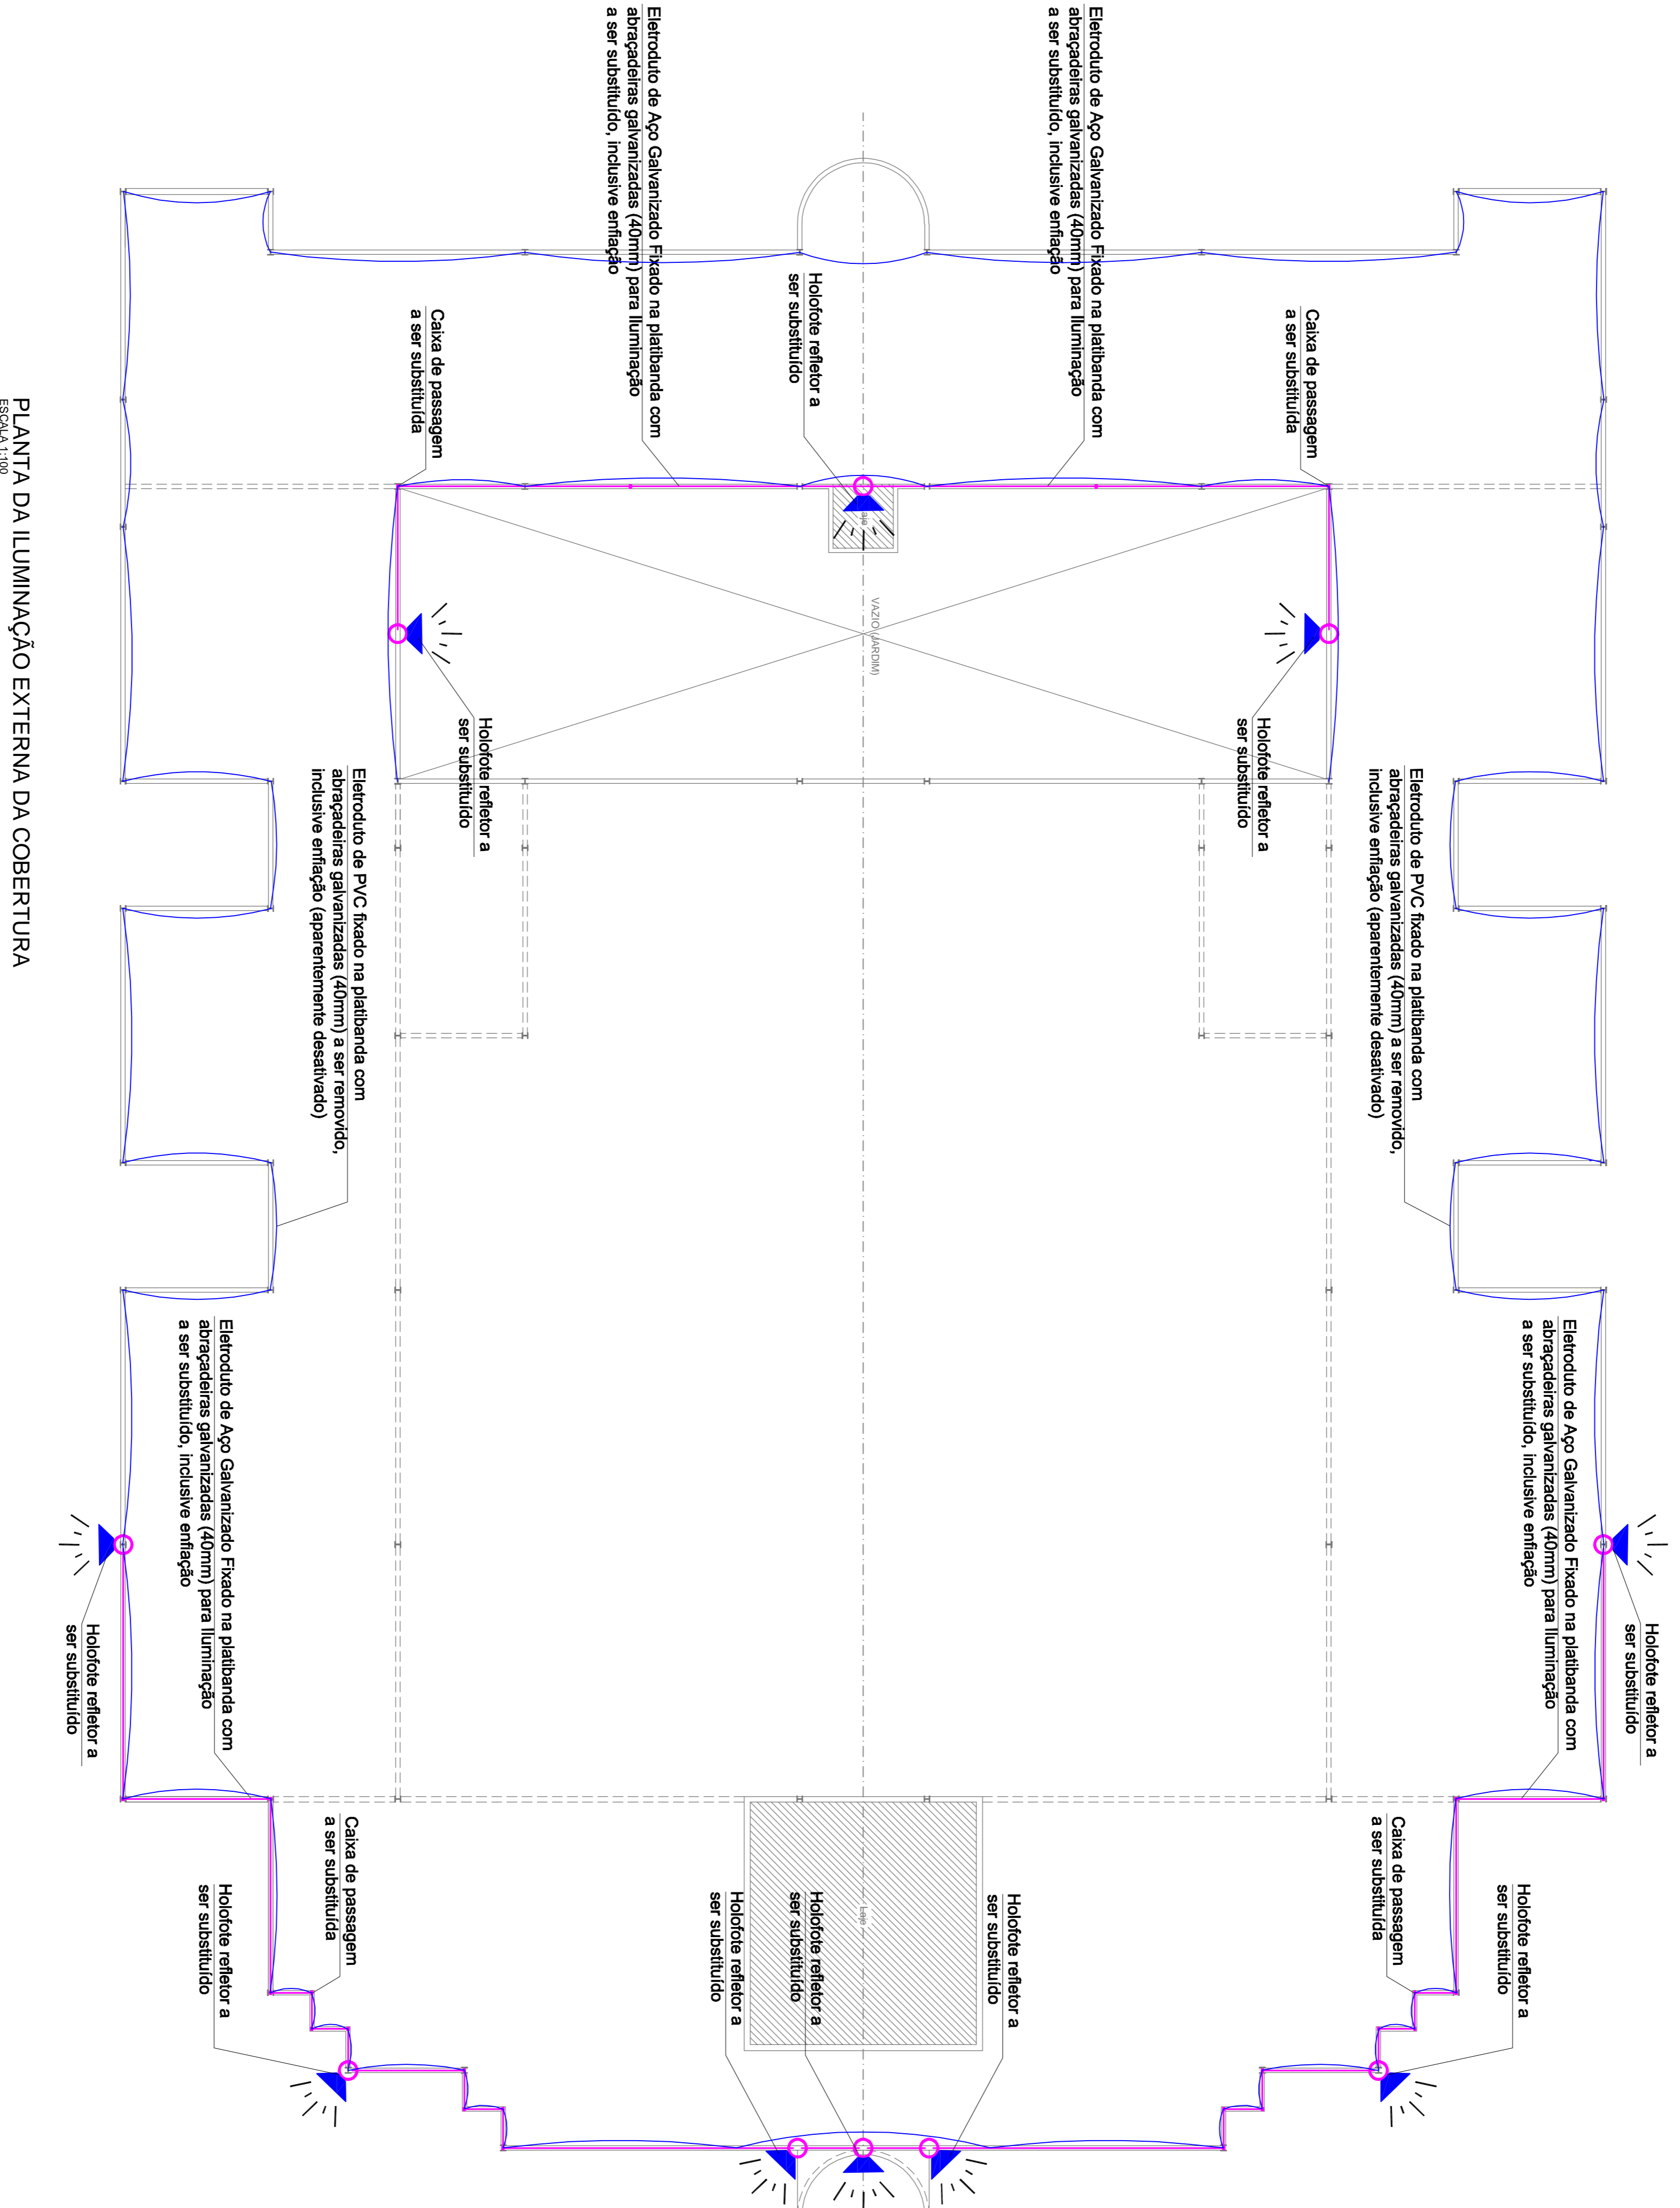 Holofote refletor a
ser substituído
Eletroduto de Aço Galvanizado Fixado na platibanda com
abraçadeiras galvanizadas (40mm) para Iluminação
a ser substituído, inclusive enfiação
Holofote refletor a
ser substituído
Eletroduto de PVC fixado na platibanda com
abraçadeiras galvanizadas (40mm) a ser removido,
inclusive enfiação (aparentemente desativado)
Caixa de passagem
a ser substituída
Caixa de passagem
a ser substituída
Holofote refletor a
ser substituído
Eletroduto de Aço Galvanizado Fixado na platibanda com
abraçadeiras galvanizadas (40mm) para Iluminação
a ser substituído, inclusive enfiação
Holofote refletor a
ser substituído
VAZIO (JARDIM)
Laje
Holofote refletor a
ser substituído
Holofote refletor a
ser substituído
Holofote refletor a
ser substituído
Eletroduto de Aço Galvanizado Fixado na platibanda com
abraçadeiras galvanizadas (40mm) para Iluminação
a ser substituído, inclusive enfiação
Holofote refletor a
ser substituído
Caixa de passagem
a ser substituída
Eletroduto de PVC fixado na platibanda com
abraçadeiras galvanizadas (40mm) a ser removido,
inclusive enfiação (aparentemente desativado)
Caixa de passagem
a ser substituída
Eletroduto de Aço Galvanizado Fixado na platibanda com
abraçadeiras galvanizadas (40mm) para Iluminação
a ser substituído, inclusive enfiação
Holofote refletor a
ser substituído
Holofote refletor a
ser substituído
PLANTA DA ILUMINAÇÃO EXTERNA DA COBERTURA
ESCALA 1:100